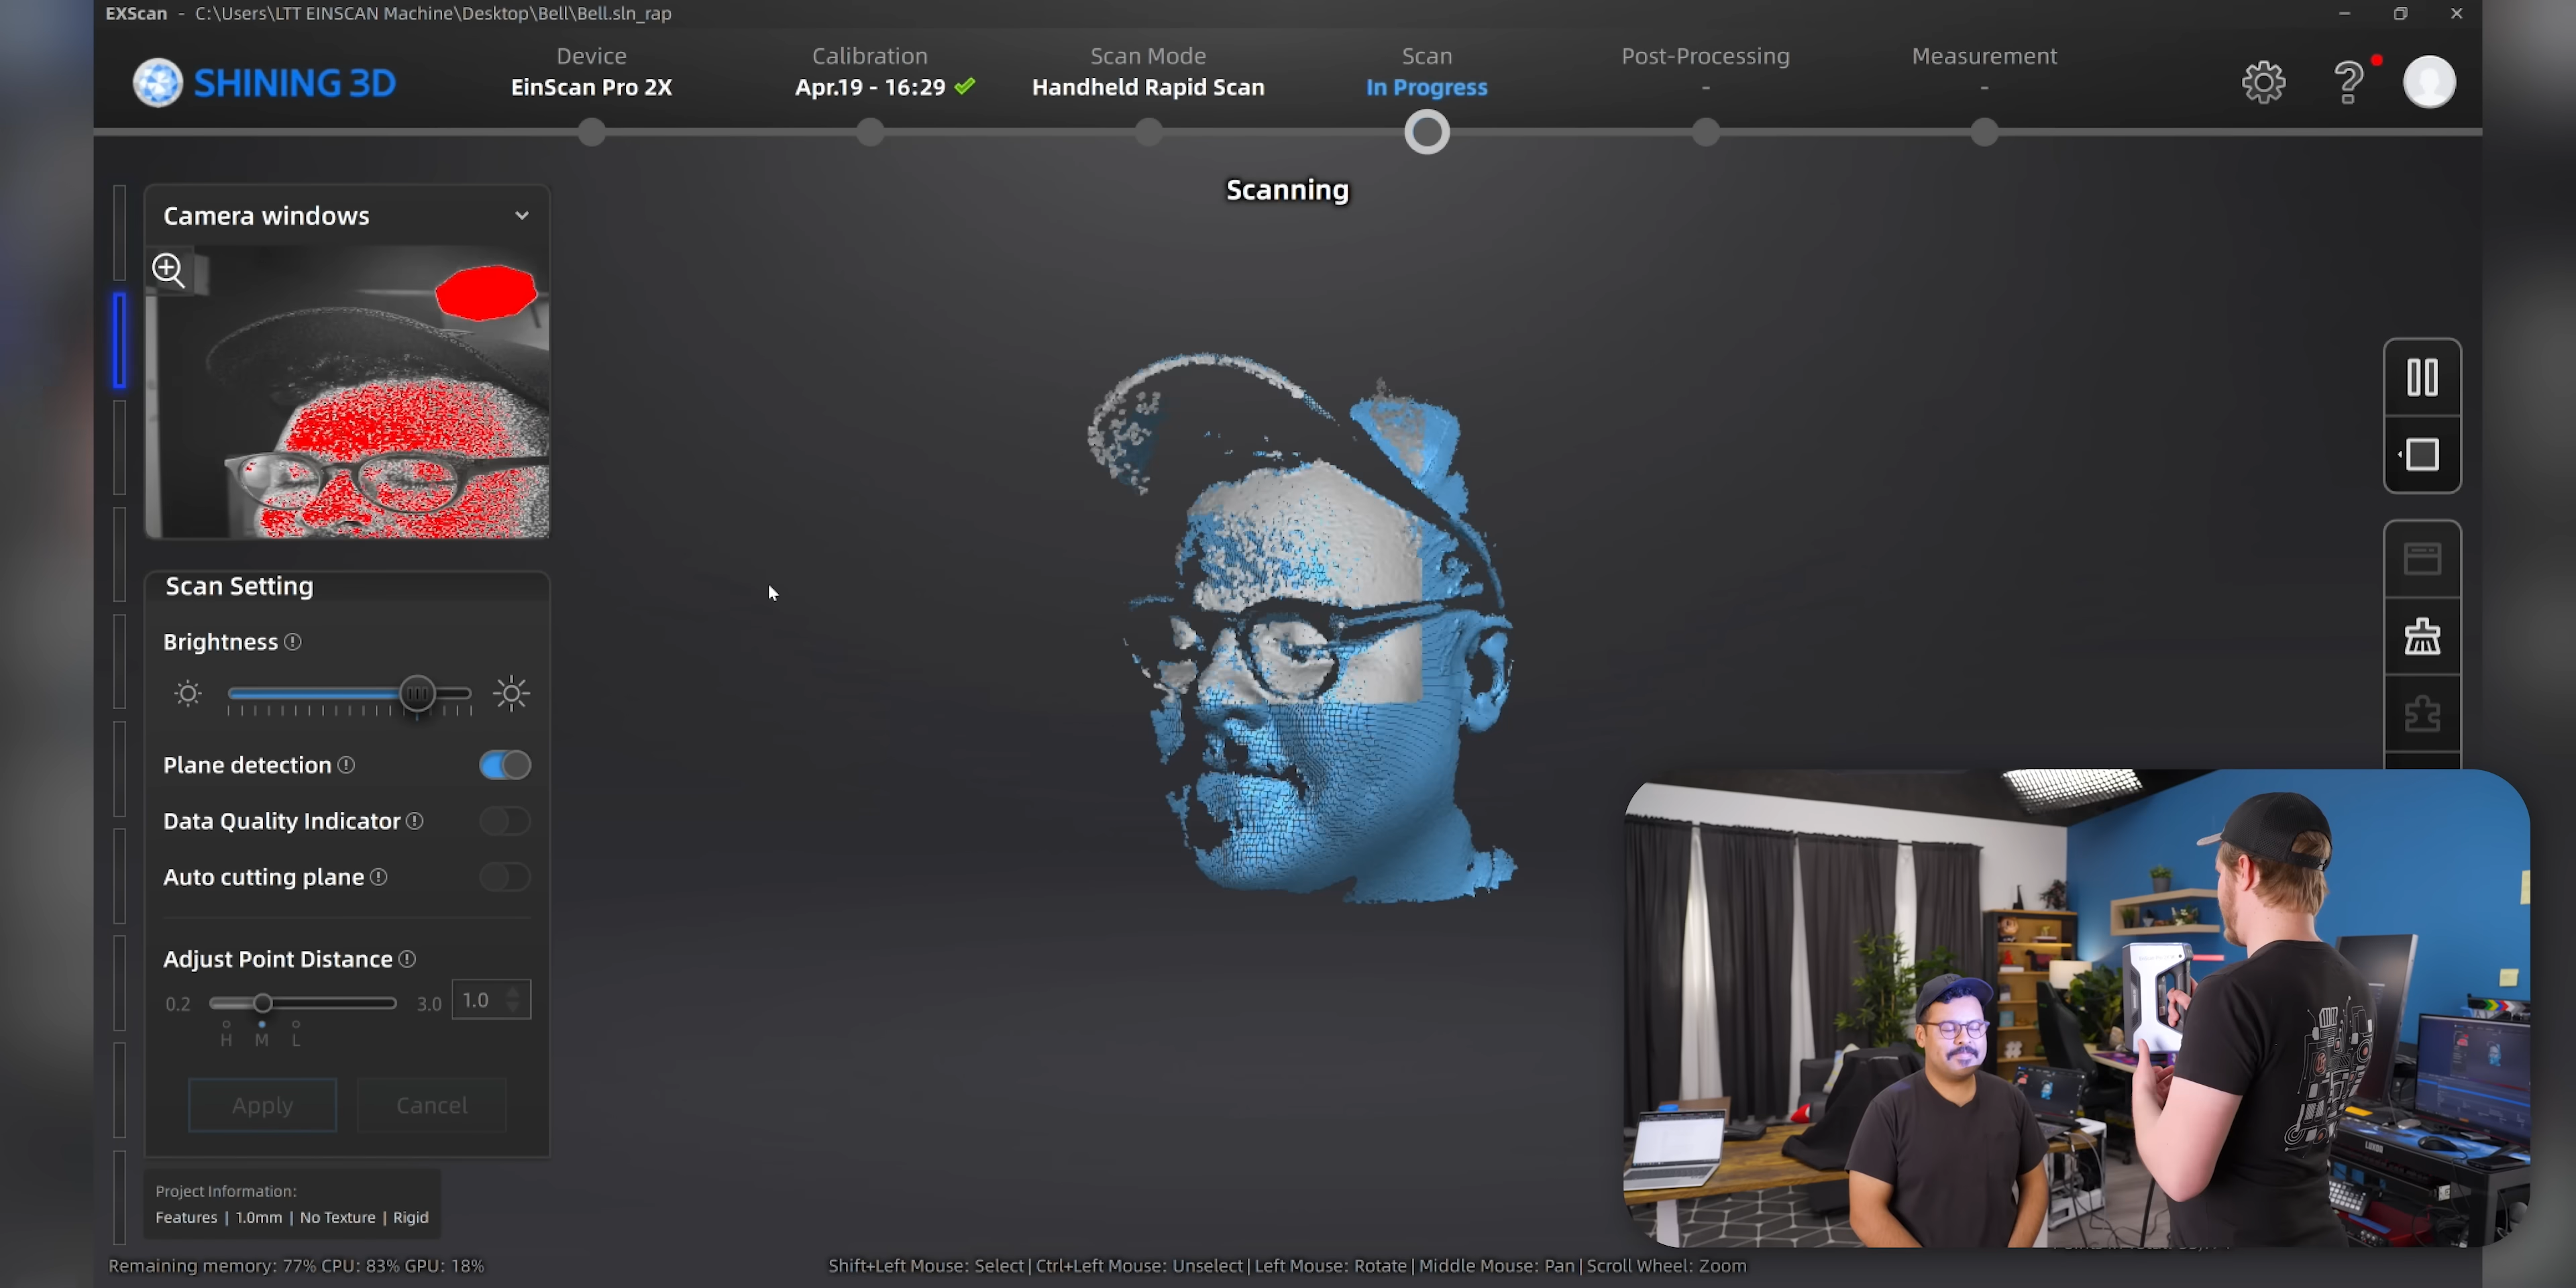 EXScan - C:\Users\LTT EINSCAN Machine\Desktop\Bell\Bell.sln_rap
SHINING 3D
Device
EinScan Pro 2X
Calibration
Apr.19 - 16:29
Scan Mode
Handheld Rapid Scan
Scan
In Progress
Post-Processing
-
Measurement
-
Scanning
Camera windows
Scan Setting
Brightness
Plane detection
Data Quality Indicator
Auto cutting plane
Adjust Point Distance
0.2 3.0 1.0
H M L
Apply Cancel
Project Information:
Features | 1.0mm | No Texture | Rigid
Remaining memory: 77% CPU: 83% GPU: 18%
Shift+Left Mouse: Select | Ctrl+Left Mouse: Unselect | Left Mouse: Rotate | Middle Mouse: Pan | Scroll Wheel: Zoom